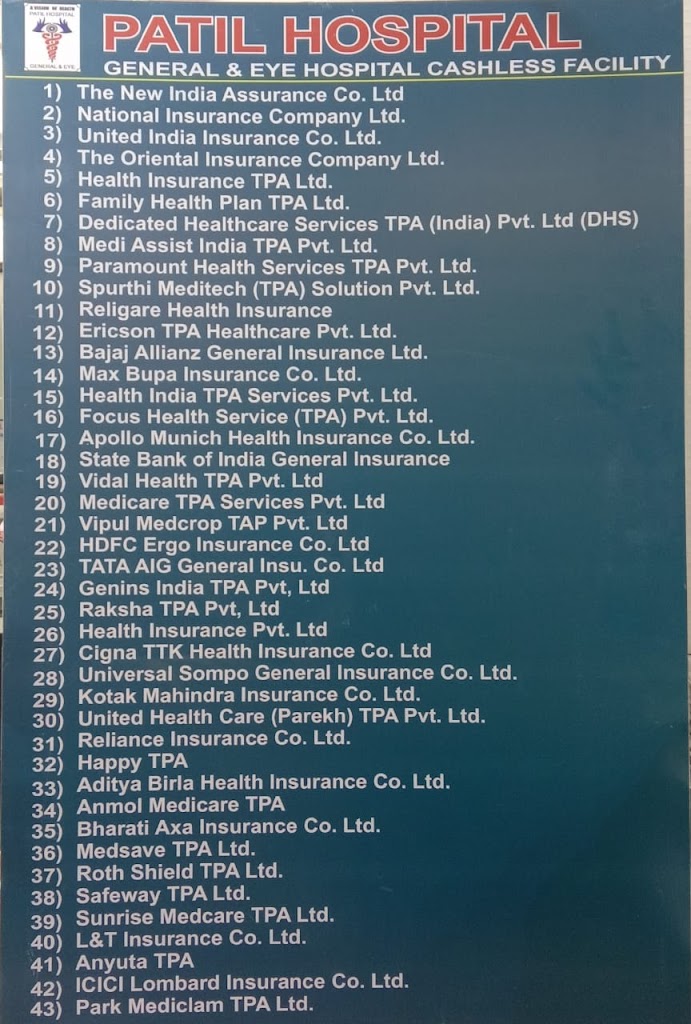 A VISION OF HEALTH
PATIL HOSPITAL
GENERAL & EYE
PATIL HOSPITAL
GENERAL & EYE HOSPITAL CASHLESS FACILITY
1) The New India Assurance Co. Ltd
2) National Insurance Company Ltd.
3) United India Insurance Co. Ltd.
4) The Oriental Insurance Company Ltd.
5) Health Insurance TPA Ltd.
6) Family Health Plan TPA Ltd.
7) Dedicated Healthcare Services TPA (India) Pvt. Ltd (DHS)
8) Medi Assist India TPA Pvt. Ltd.
9) Paramount Health Services TPA Pvt. Ltd.
10) Spurthi Meditech (TPA) Solution Pvt. Ltd.
11) Religare Health Insurance
12) Ericson TPA Healthcare Pvt. Ltd.
13) Bajaj Allianz General Insurance Ltd.
14) Max Bupa Insurance Co. Ltd.
15) Health India TPA Services Pvt. Ltd.
16) Focus Health Service (TPA) Pvt. Ltd.
17) Apollo Munich Health Insurance Co. Ltd.
18) State Bank of India General Insurance
19) Vidal Health TPA Pvt. Ltd
20) Medicare TPA Services Pvt. Ltd
21) Vipul Medcrop TAP Pvt. Ltd
22) HDFC Ergo Insurance Co. Ltd
23) TATA AIG General Insu. Co. Ltd
24) Genins India TPA Pvt, Ltd
25) Raksha TPA Pvt, Ltd
26) Health Insurance Pvt. Ltd
27) Cigna TTK Health Insurance Co. Ltd
28) Universal Sompo General Insurance Co. Ltd.
29) Kotak Mahindra Insurance Co. Ltd.
30) United Health Care (Parekh) TPA Pvt. Ltd.
31) Reliance Insurance Co. Ltd.
32) Happy TPA
33) Aditya Birla Health Insurance Co. Ltd.
34) Anmol Medicare TPA
35) Bharati Axa Insurance Co. Ltd.
36) Medsave TPA Ltd.
37) Roth Shield TPA Ltd.
38) Safeway TPA Ltd.
39) Sunrise Medcare TPA Ltd.
40) L&T Insurance Co. Ltd.
41) Anyuta TPA
42) ICICI Lombard Insurance Co. Ltd.
43) Park Mediclam TPA Ltd.